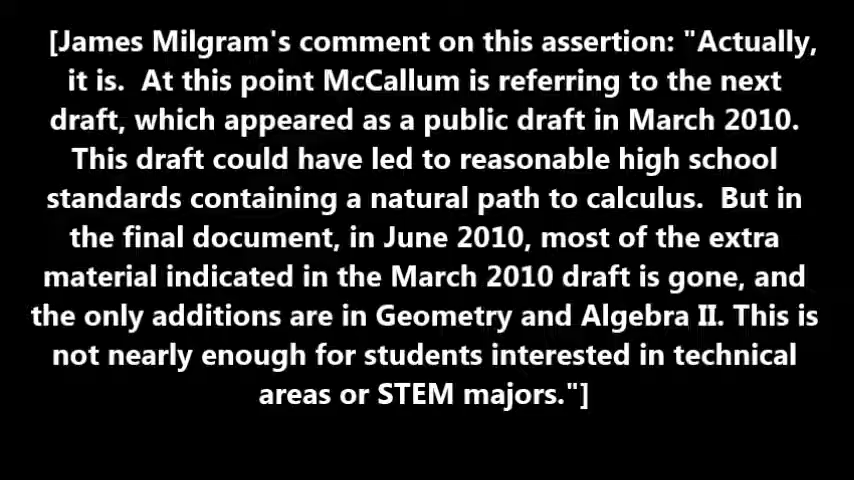 [James Milgram's comment on this assertion: "Actually,
it is.  At this point McCallum is referring to the next
draft, which appeared as a public draft in March 2010.
This draft could have led to reasonable high school
standards containing a natural path to calculus.  But in
the final document, in June 2010, most of the extra
material indicated in the March 2010 draft is gone, and
the only additions are in Geometry and Algebra II. This is
not nearly enough for students interested in technical
areas or STEM majors."]